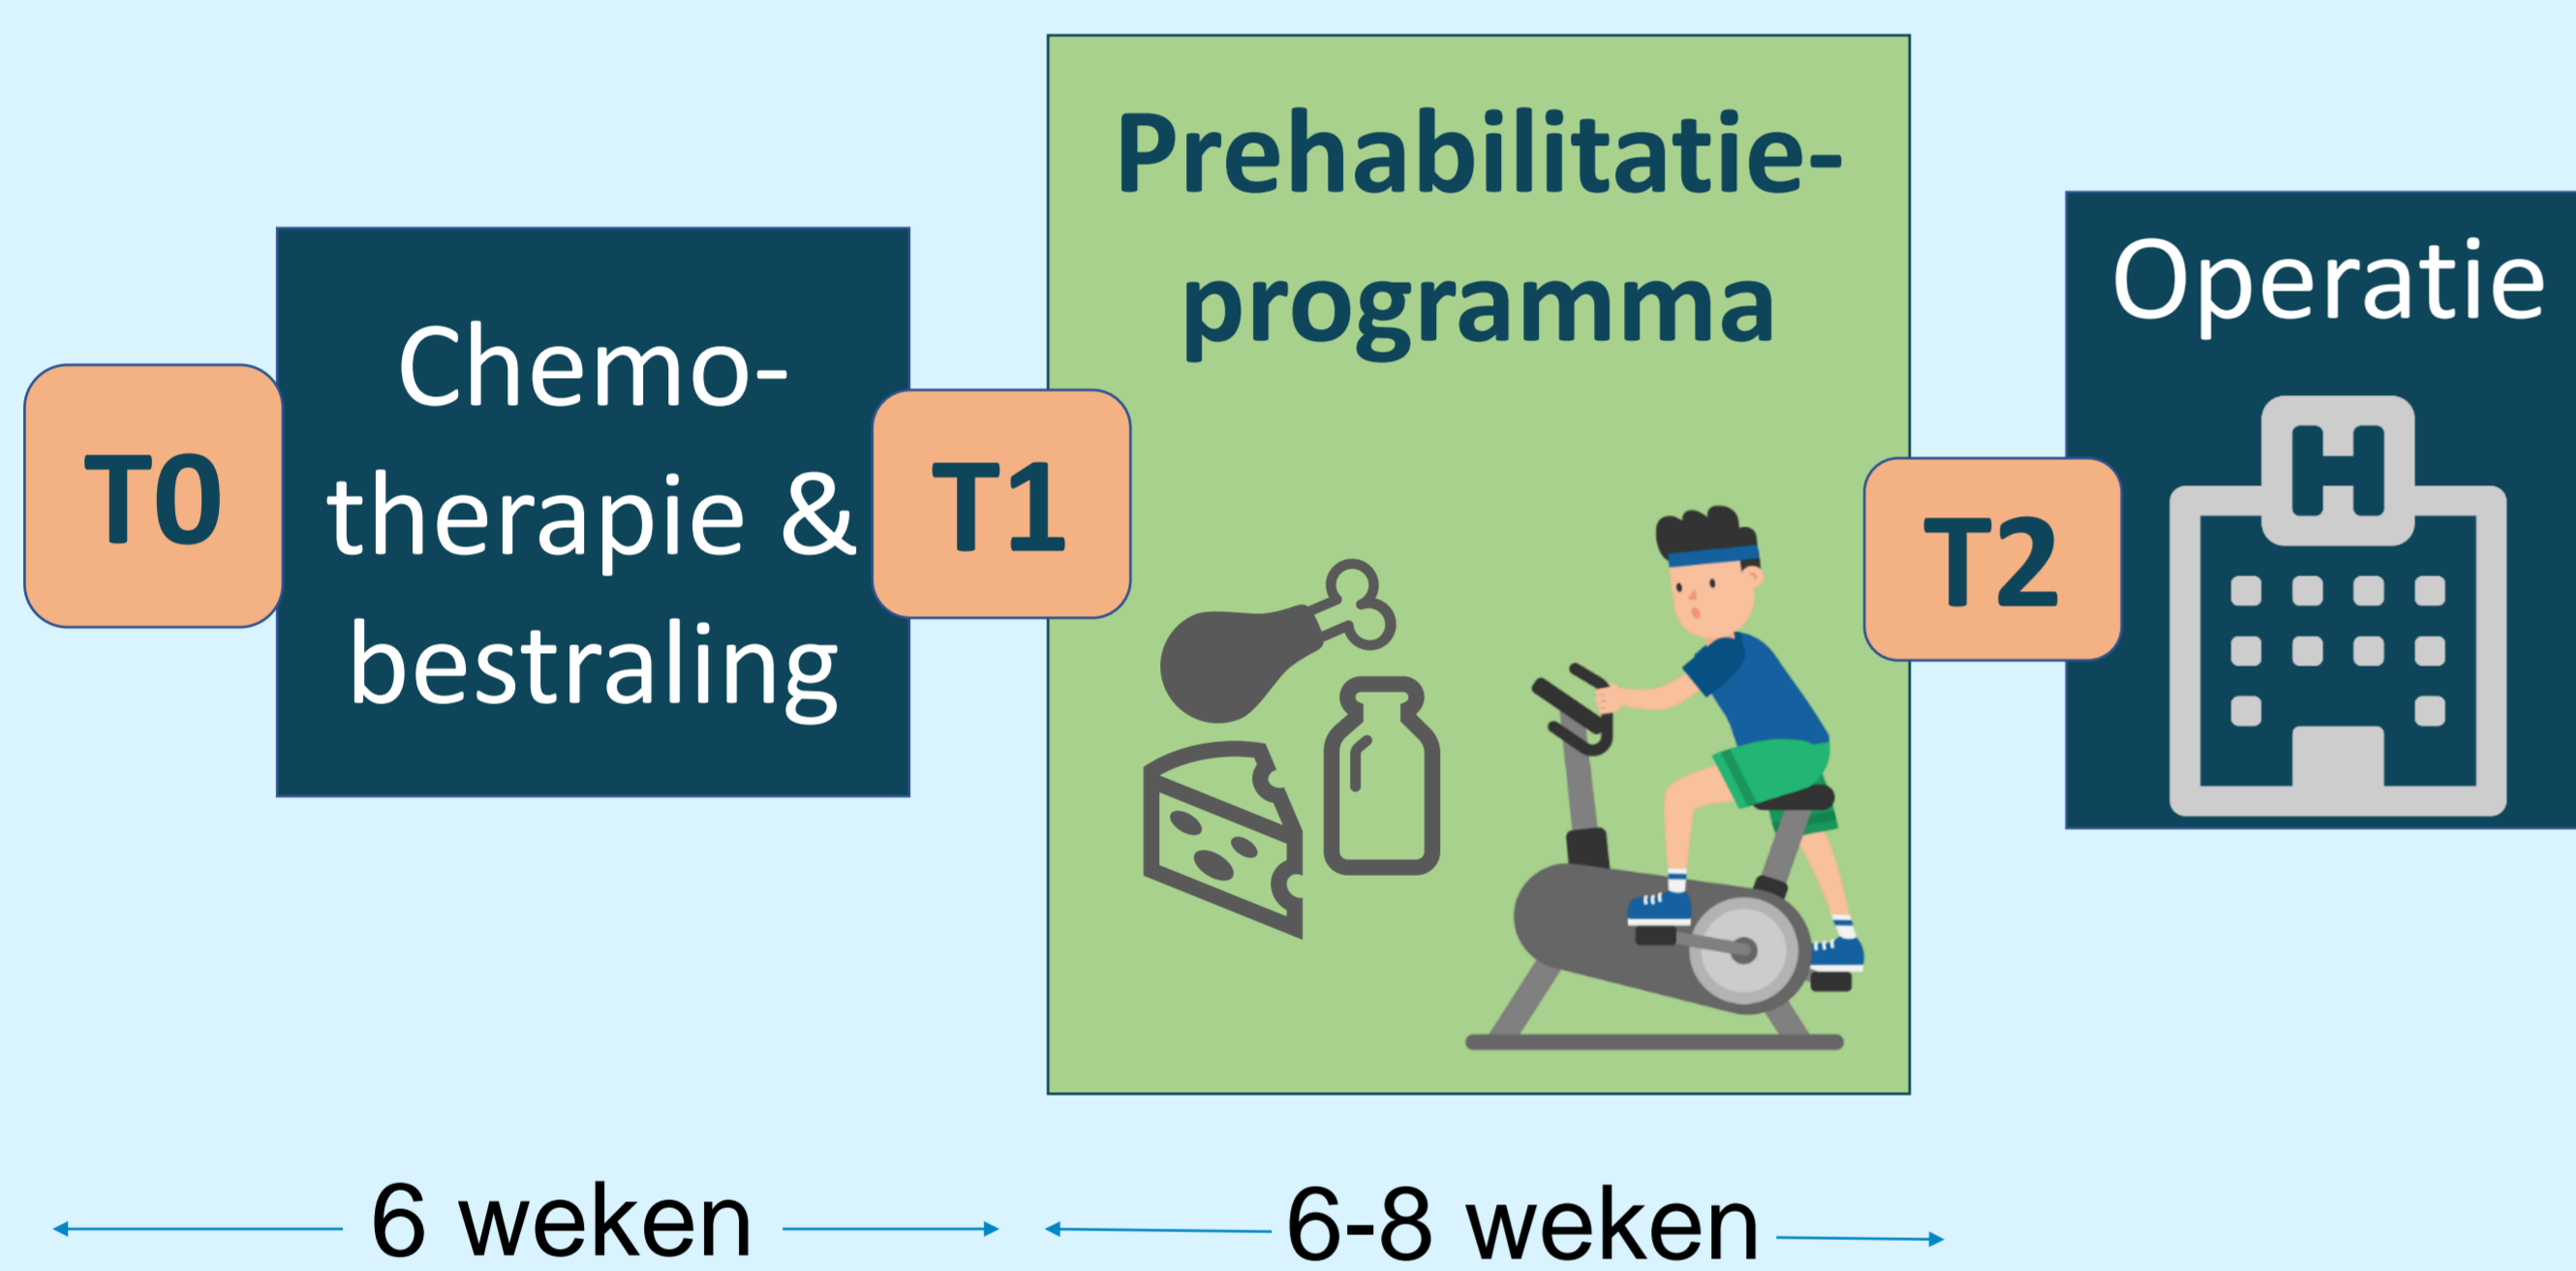 T0
Chemo-
therapie &
bestraling
T1
Prehabilitatie-
programma
T2
Operatie
H
6 weken
6-8 weken